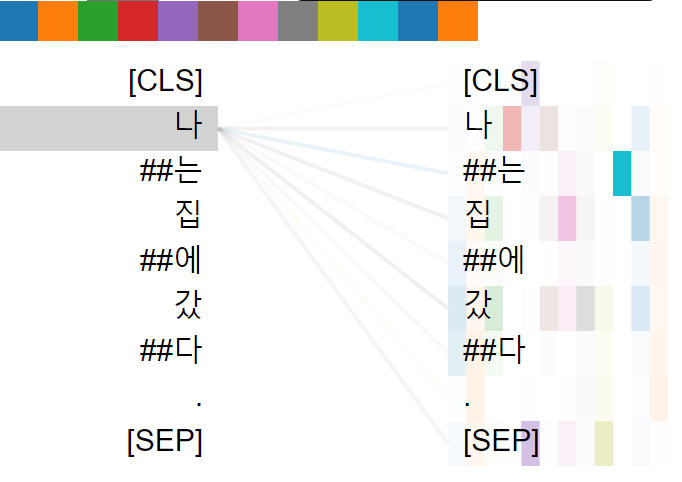 [CLS] [CLS]
나 나
##는 ##는
집 집
##에 ##에
갔 갔
##다 ##다
. .
[SEP] [SEP]